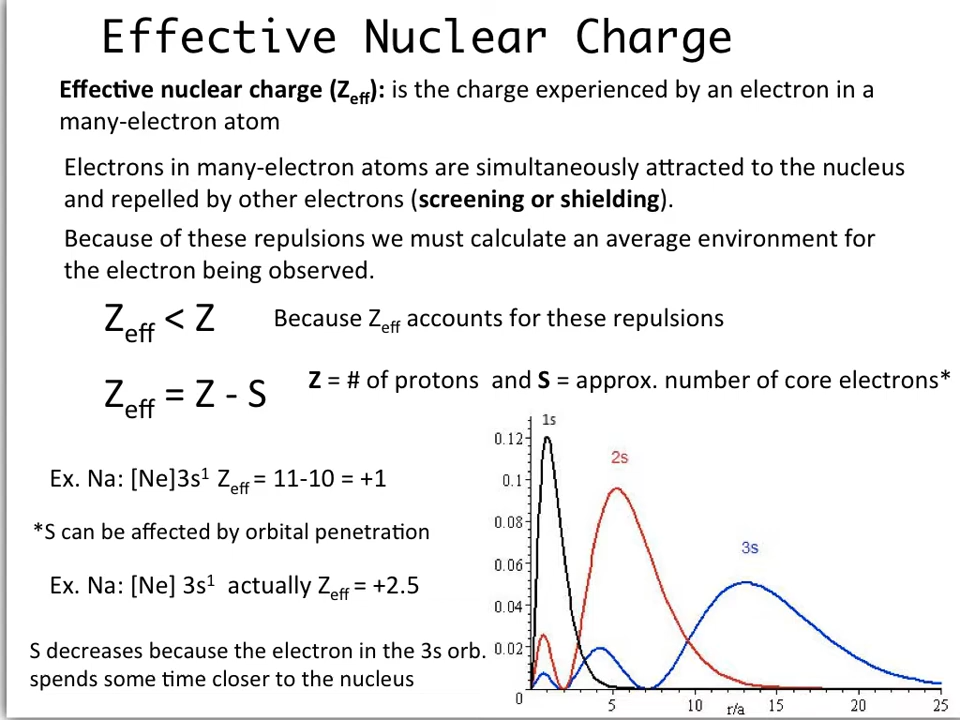 Effective Nuclear Charge
Effective nuclear charge (Zeff): is the charge experienced by an electron in a
many-electron atom
Electrons in many-electron atoms are simultaneously attracted to the nucleus
and repelled by other electrons (screening or shielding).
Because of these repulsions we must calculate an average environment for
the electron being observed.
Zeff < Z
Because Zeff accounts for these repulsions
Zeff = Z - S
Z = # of protons and S = approx. number of core electrons*
Ex. Na: [Ne]3s¹ Zeff = 11-10 = +1
*S can be affected by orbital penetration
Ex. Na: [Ne] 3s¹ actually Zeff = +2.5
S decreases because the electron in the 3s orb.
spends some time closer to the nucleus
1s
2s
3s
0.12
0.1
0.08
0.06
0.04
0.02
0
5
10
r/a
15
20
25